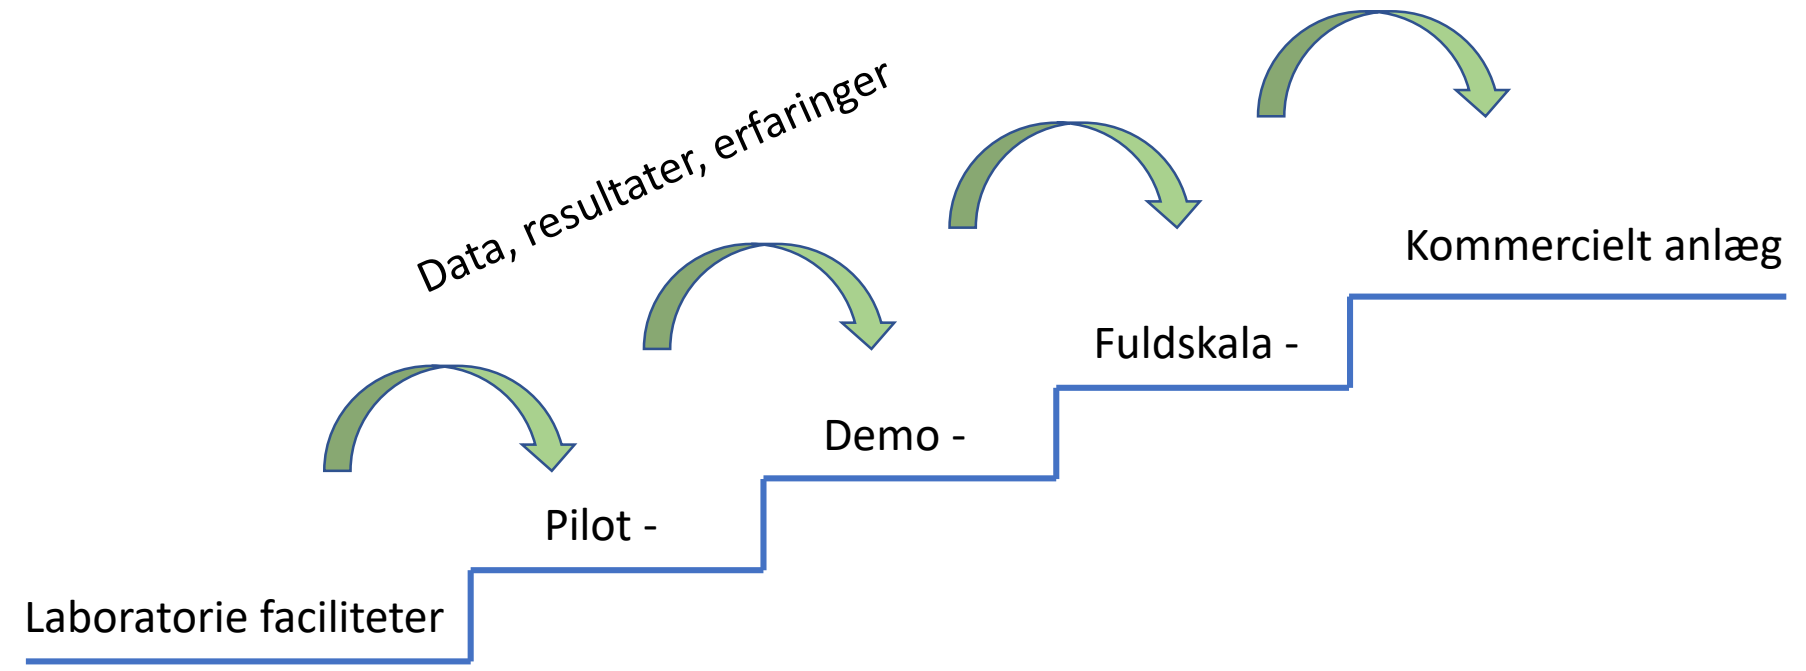 Data, resultater, erfaringer
Kommercielt anlæg
Fuldskala -
Demo -
Pilot -
Laboratorie faciliteter